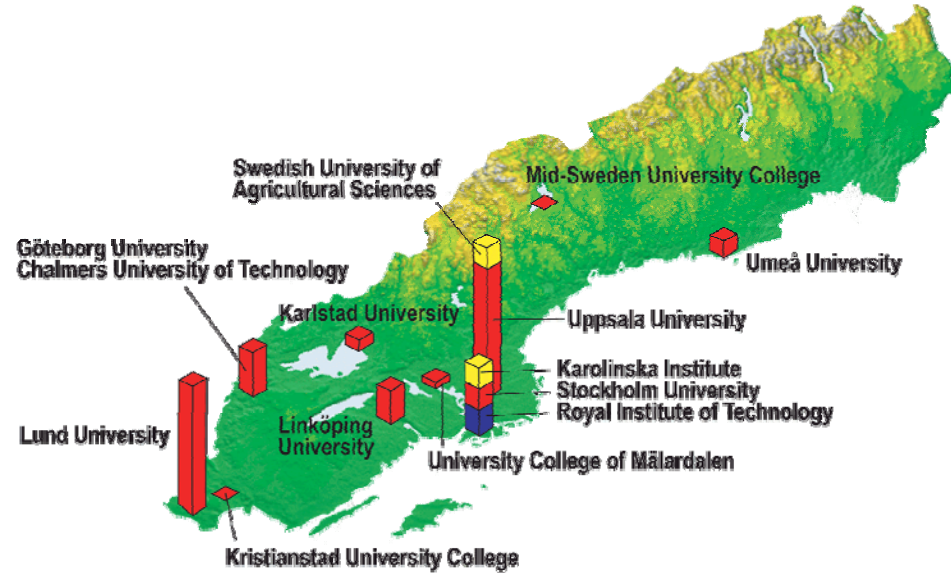 Swedish University of
Agricultural Sciences
Mid-Sweden University College
Göteborg University
Chalmers University of Technology
Umeå University
Karlstad University
Uppsala University
Karolinska Institute
Stockholm University
Royal Institute of Technology
Lund University
Linköping
University
University College of Mälardalen
Kristianstad University College